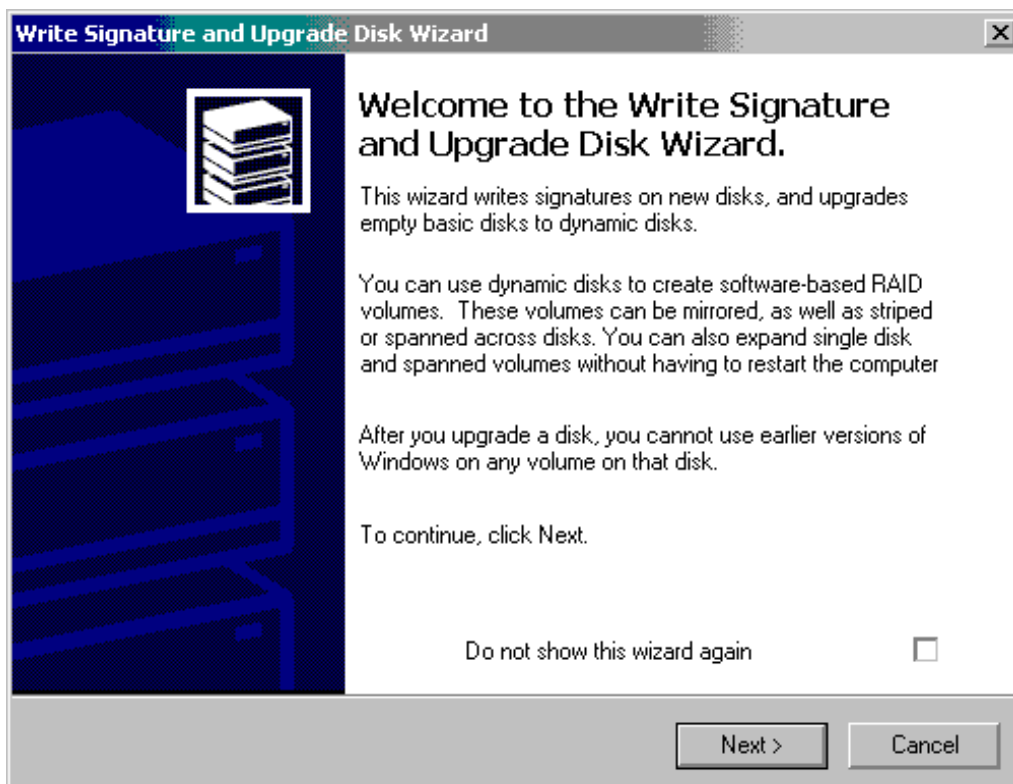 Write Signature and Upgrade Disk Wizard
Welcome to the Write Signature
and Upgrade Disk Wizard.
This wizard writes signatures on new disks, and upgrades
empty basic disks to dynamic disks.
You can use dynamic disks to create software-based RAID
volumes.  These volumes can be mirrored, as well as striped
or spanned across disks. You can also expand single disk
and spanned volumes without having to restart the computer
After you upgrade a disk, you cannot use earlier versions of
Windows on any volume on that disk.
To continue, click Next.
Do not show this wizard again
Next >
Cancel